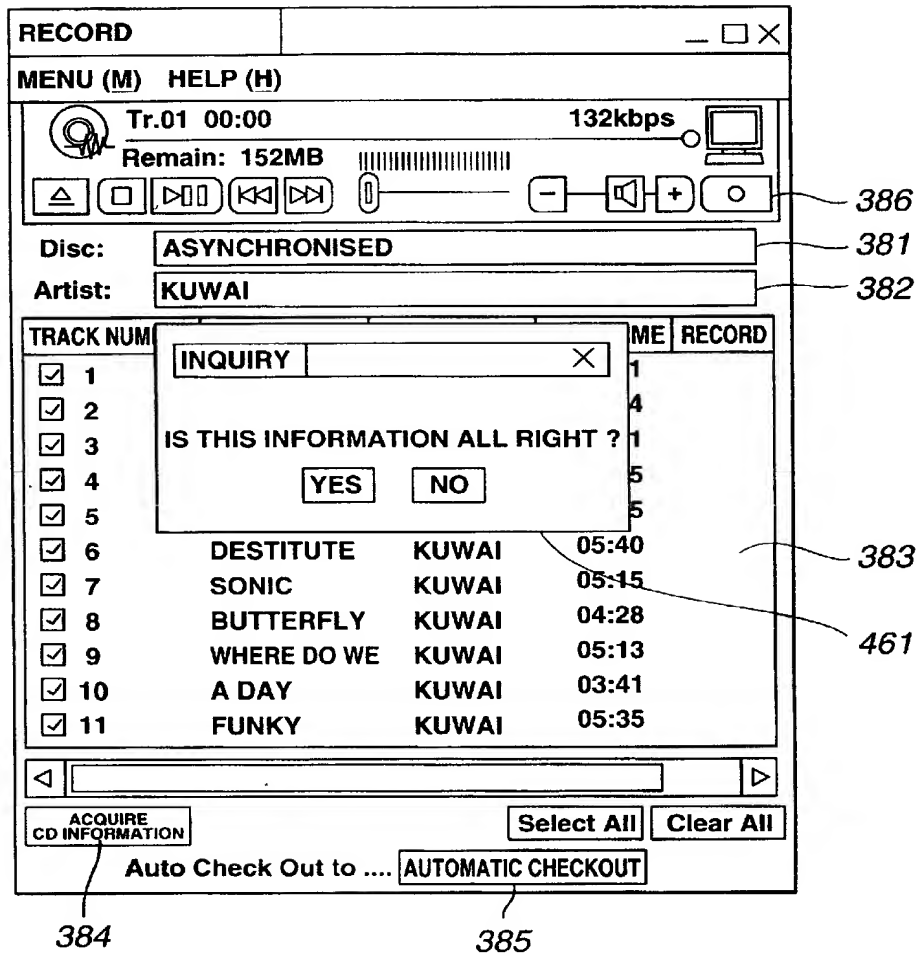 RECORD
MENU (M) HELP (H)
Tr.01 00:00 132kbps
Remain: 152MB
386
Disc: ASYNCHRONISED 381
Artist: KUWAI 382
TRACK NUM ME RECORD
INQUIRY
1 1
2 4
3 IS THIS INFORMATION ALL RIGHT ? 1
4 YES NO 5
5 5
6 DESTITUTE KUWAI 05:40 383
7 SONIC KUWAI 05:15
8 BUTTERFLY KUWAI 04:28
461
9 WHERE DO WE KUWAI 05:13
10 A DAY KUWAI 03:41
11 FUNKY KUWAI 05:35
ACQUIRE
CD INFORMATION Select All Clear All
Auto Check Out to .... AUTOMATIC CHECKOUT
384 385